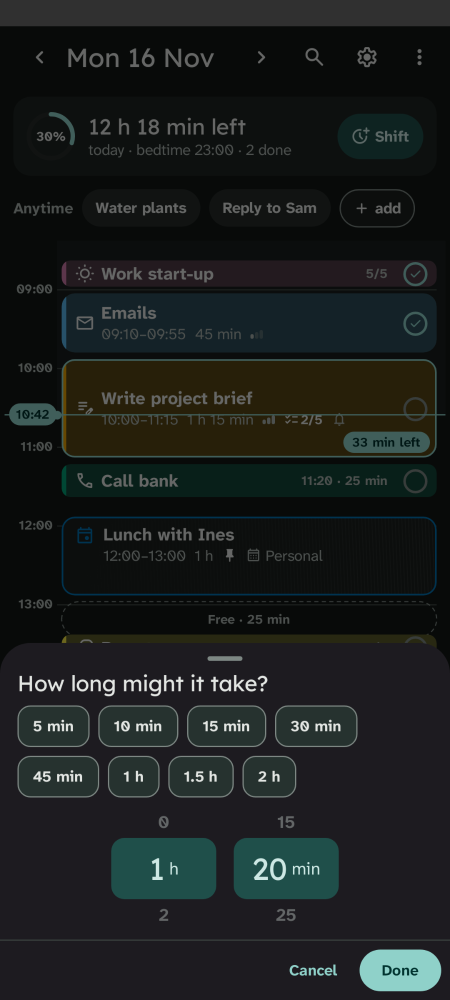 Mon 16 Nov
30%
12 h 18 min left
today · bedtime 23:00 · 2 done
Shift
Anytime
Water plants
Reply to Sam
+ add
Work start-up
5/5
09:00
Emails
09:10–09:55 45 min
10:00
Write project brief
10:42
10:00–11:15 1 h 15 min 2/5
33 min left
11:00
Call bank
11:20 · 25 min
12:00
Lunch with Ines
12:00–13:00 1 h Personal
13:00
Free · 25 min
How long might it take?
5 min
10 min
15 min
30 min
45 min
1 h
1.5 h
2 h
0
15
1 h
20 min
2
25
Cancel
Done